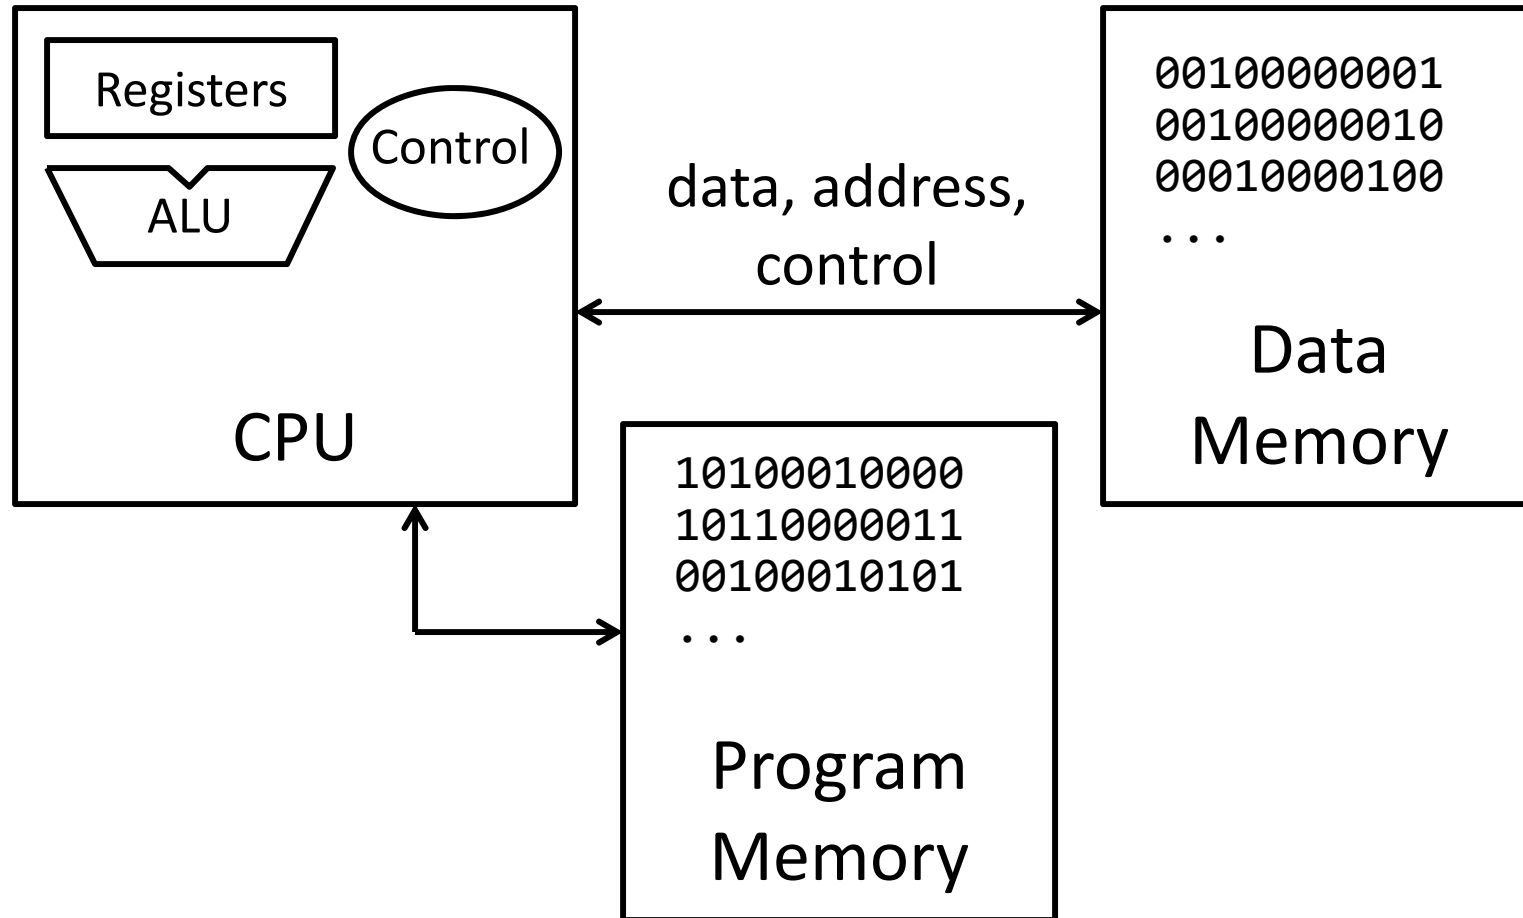 Registers
Control
ALU
CPU
data, address,
control
00100000001
00100000010
00010000100
...
Data
Memory
10100010000
10110000011
00100010101
...
Program
Memory